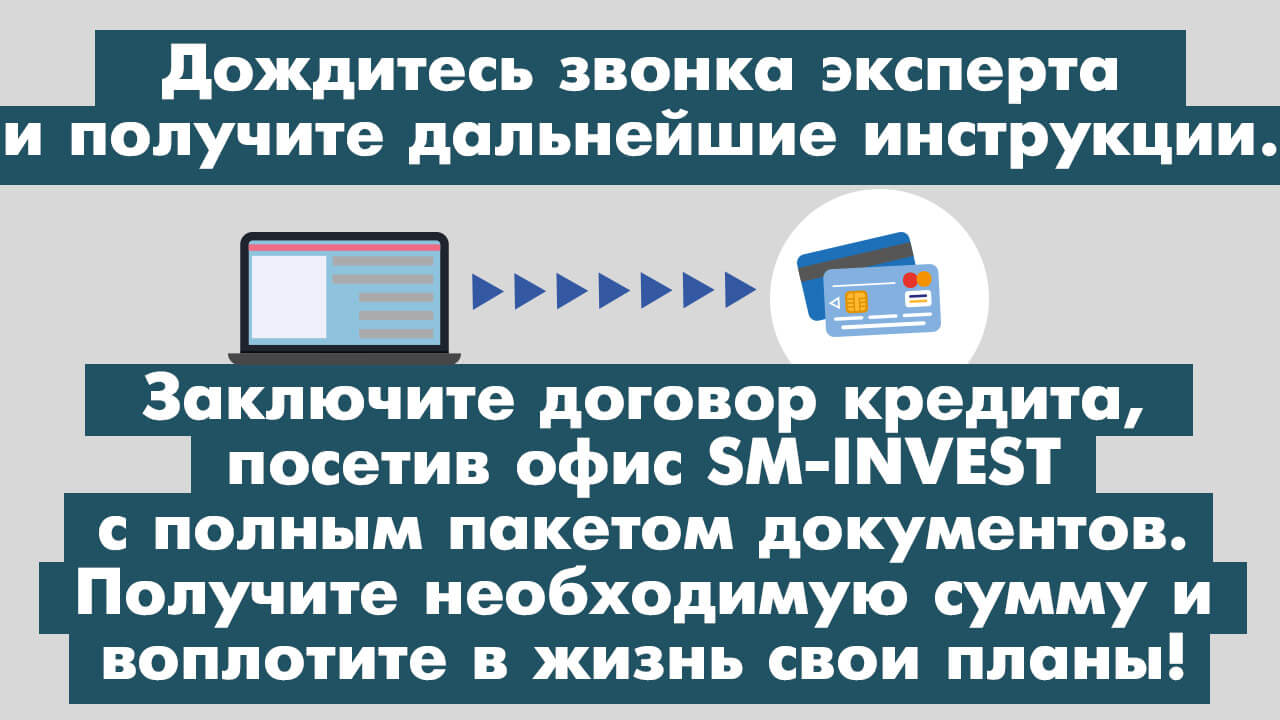 Дождитесь звонка эксперта
и получите дальнейшие инструкции.
Заключите договор кредита,
посетив офис SM-INVEST
с полным пакетом документов.
Получите необходимую сумму и
воплотите в жизнь свои планы!